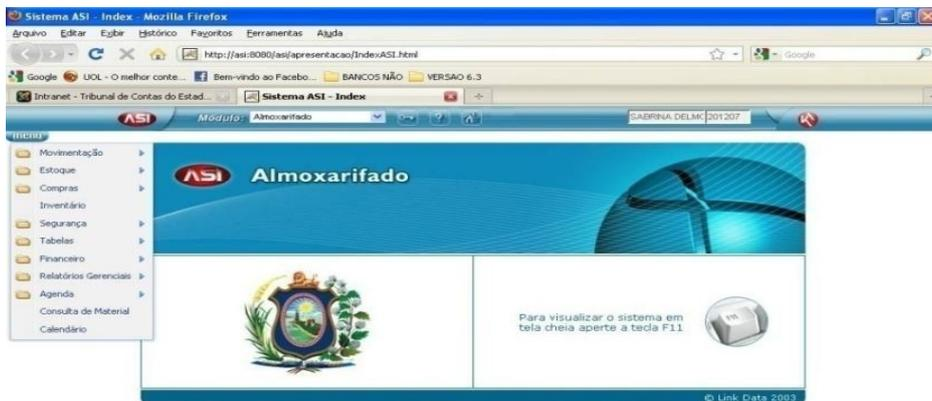 Sistema ASI - Index - Mozilla Firefox
Arquivo Editar Exibir Histórico Favoritos Ferramentas Ajuda
http://asi:8080/asi/apresentacao/IndexASI.html
Google
Google UOL - O melhor conte... Bem-vindo ao Facebo... BANCOS NÃO VERSAO 6.3
Intranet - Tribunal de Contas do Estad... Sistema ASI - Index
ASI Módulo: Almoxarifado SABRINA DELMO 201207
menu
Movimentação
Estoque
Compras
Inventário
Segurança
Tabelas
Financeiro
Relatórios Gerenciais
Agenda
Consulta de Material
Calendário
ASI Almoxarifado
Para visualizar o sistema em
tela cheia aperte a tecla F11
F11
© Link Data 2003